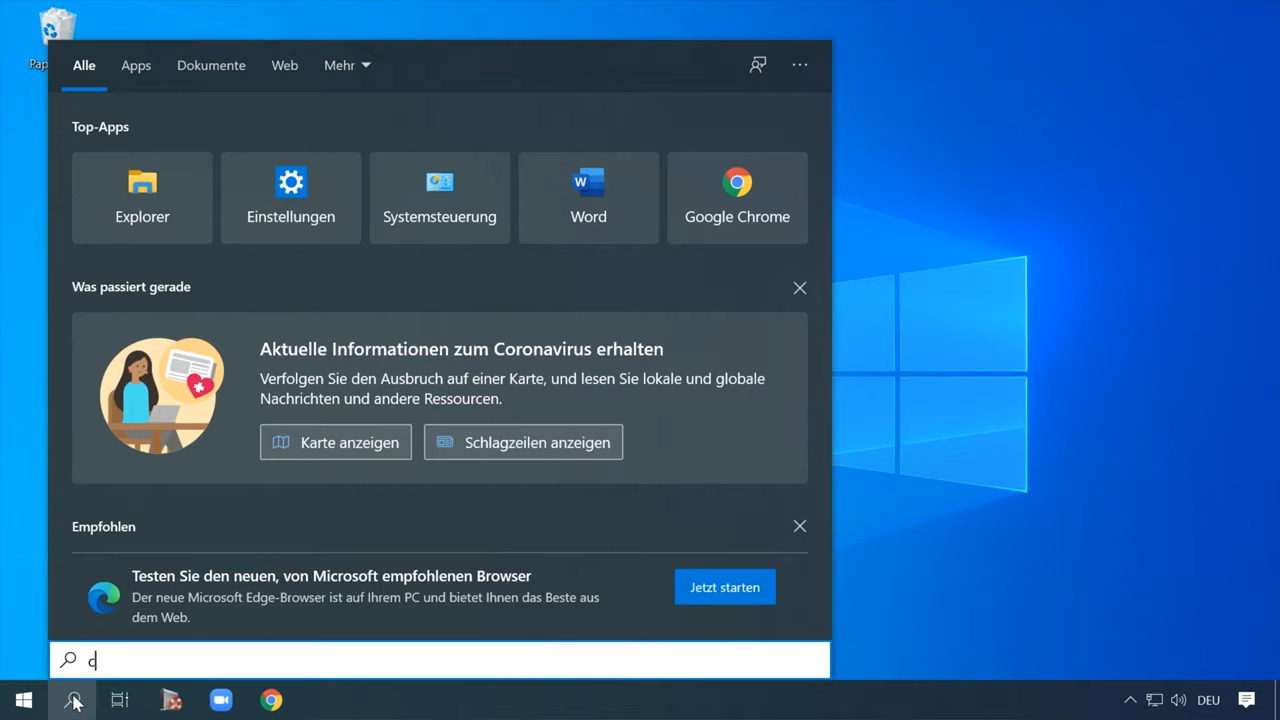 Pap
Alle
Apps
Dokumente
Web
Mehr
Top-Apps
Explorer
Einstellungen
Systemsteuerung
W
Word
Google Chrome
Was passiert gerade
Aktuelle Informationen zum Coronavirus erhalten
Verfolgen Sie den Ausbruch auf einer Karte, und lesen Sie lokale und globale
Nachrichten und andere Ressourcen.
Karte anzeigen
Schlagzeilen anzeigen
Empfohlen
Testen Sie den neuen, von Microsoft empfohlenen Browser
Der neue Microsoft Edge-Browser ist auf Ihrem PC und bietet Ihnen das Beste aus
dem Web.
Jetzt starten
c
DEU